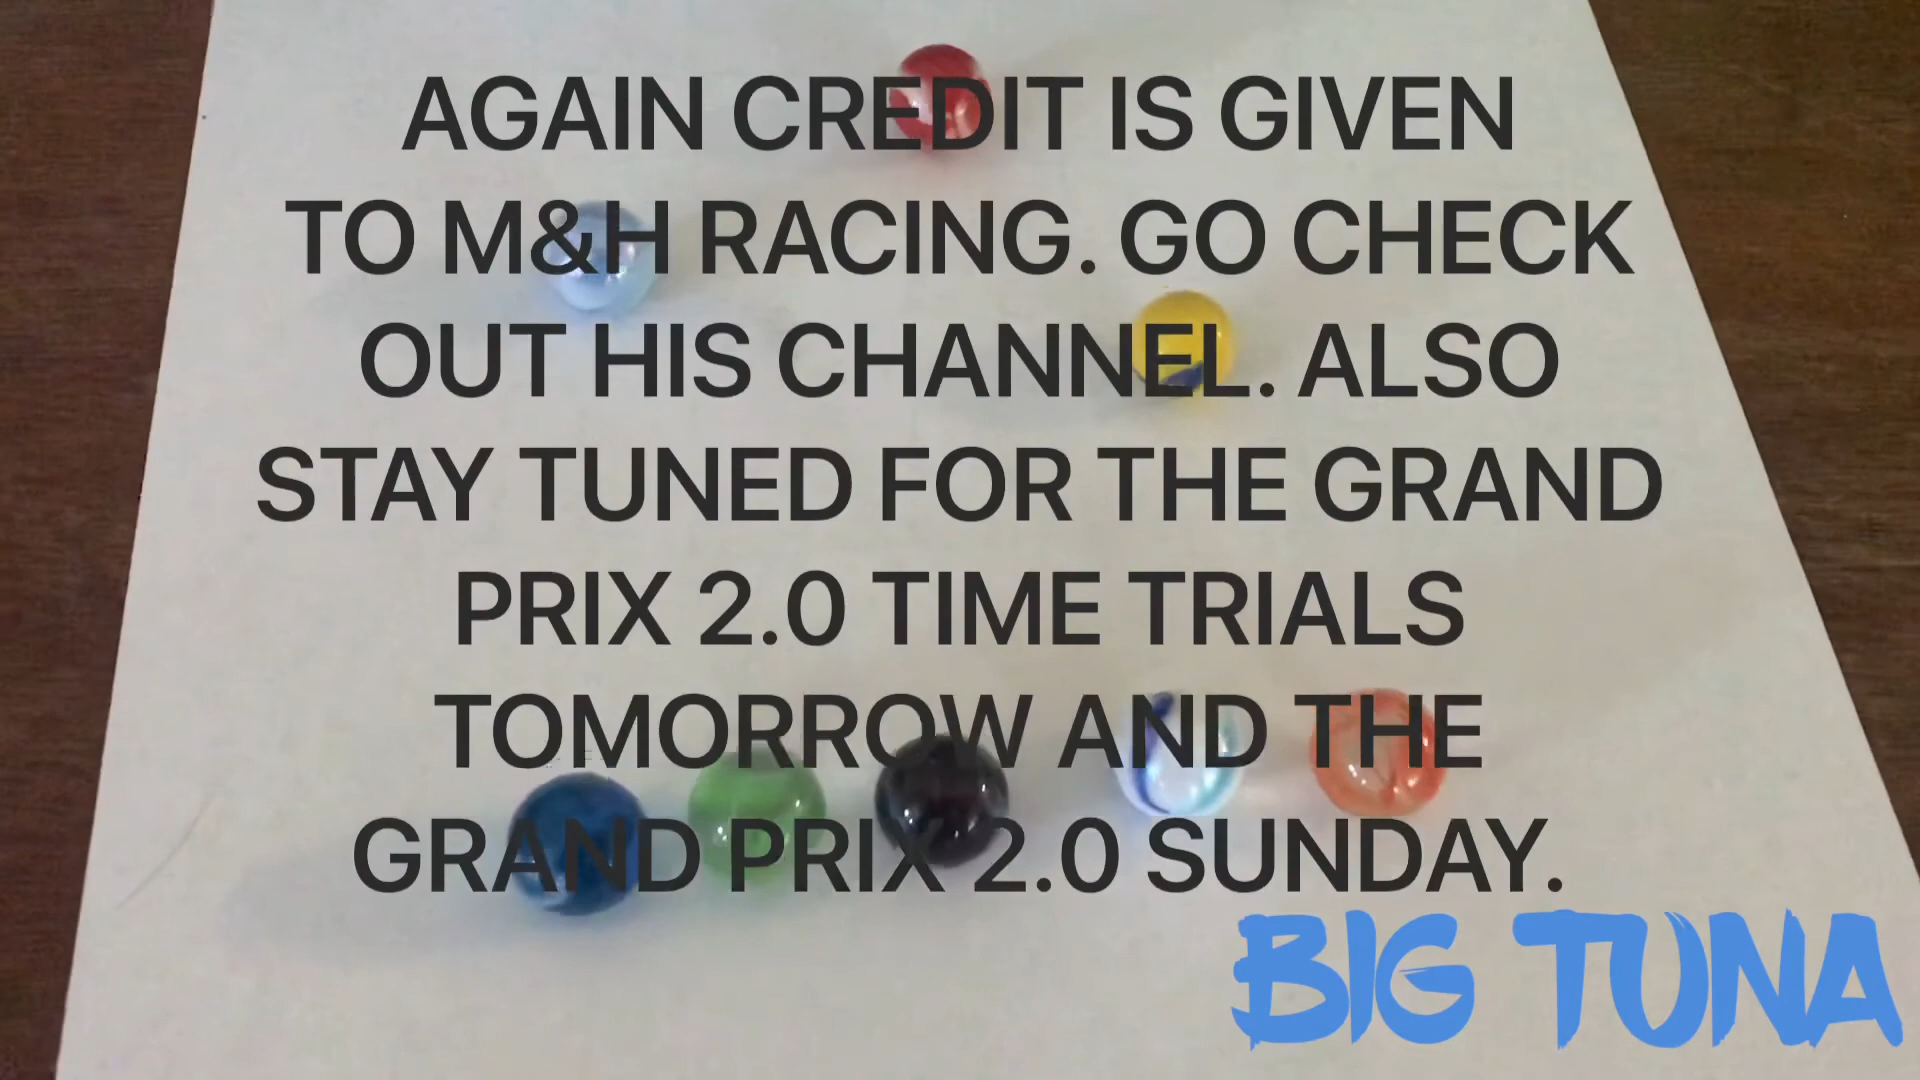 AGAIN CREDIT IS GIVEN
TO M&H RACING. GO CHECK
OUT HIS CHANNEL. ALSO
STAY TUNED FOR THE GRAND
PRIX 2.0 TIME TRIALS
TOMORROW AND THE
GRAND PRIX 2.0 SUNDAY.
BIG TUNA